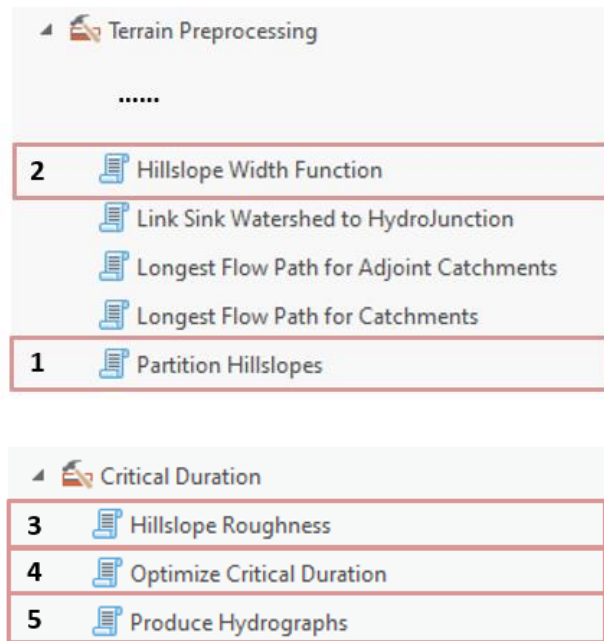 Terrain Preprocessing
......
2 Hillslope Width Function
Link Sink Watershed to HydroJunction
Longest Flow Path for Adjoint Catchments
Longest Flow Path for Catchments
1 Partition Hillslopes
Critical Duration
3 Hillslope Roughness
4 Optimize Critical Duration
5 Produce Hydrographs